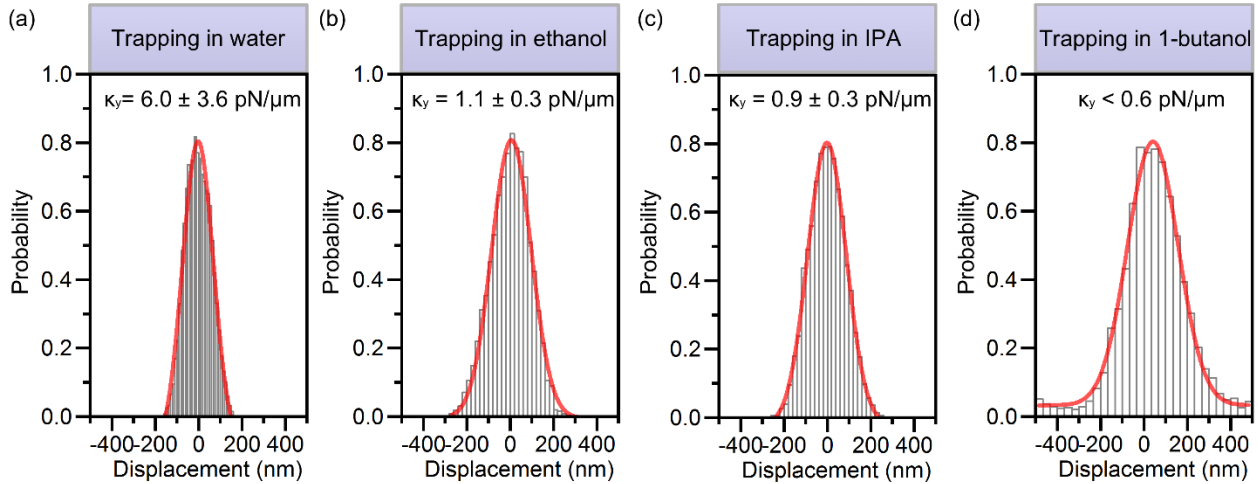 (a)
Trapping in water
κy= 6.0 ± 3.6 pN/µm
Probability
1.0
0.8
0.6
0.4
0.2
0.0
-400 -200 0 200 400
Displacement (nm)
(b)
Trapping in ethanol
κy = 1.1 ± 0.3 pN/µm
Probability
1.0
0.8
0.6
0.4
0.2
0.0
-400 -200 0 200 400
Displacement (nm)
(c)
Trapping in IPA
κy = 0.9 ± 0.3 pN/µm
Probability
1.0
0.8
0.6
0.4
0.2
0.0
-400 -200 0 200 400
Displacement (nm)
(d)
Trapping in 1-butanol
κy < 0.6 pN/µm
Probability
1.0
0.8
0.6
0.4
0.2
0.0
-400 -200 0 200 400
Displacement (nm)